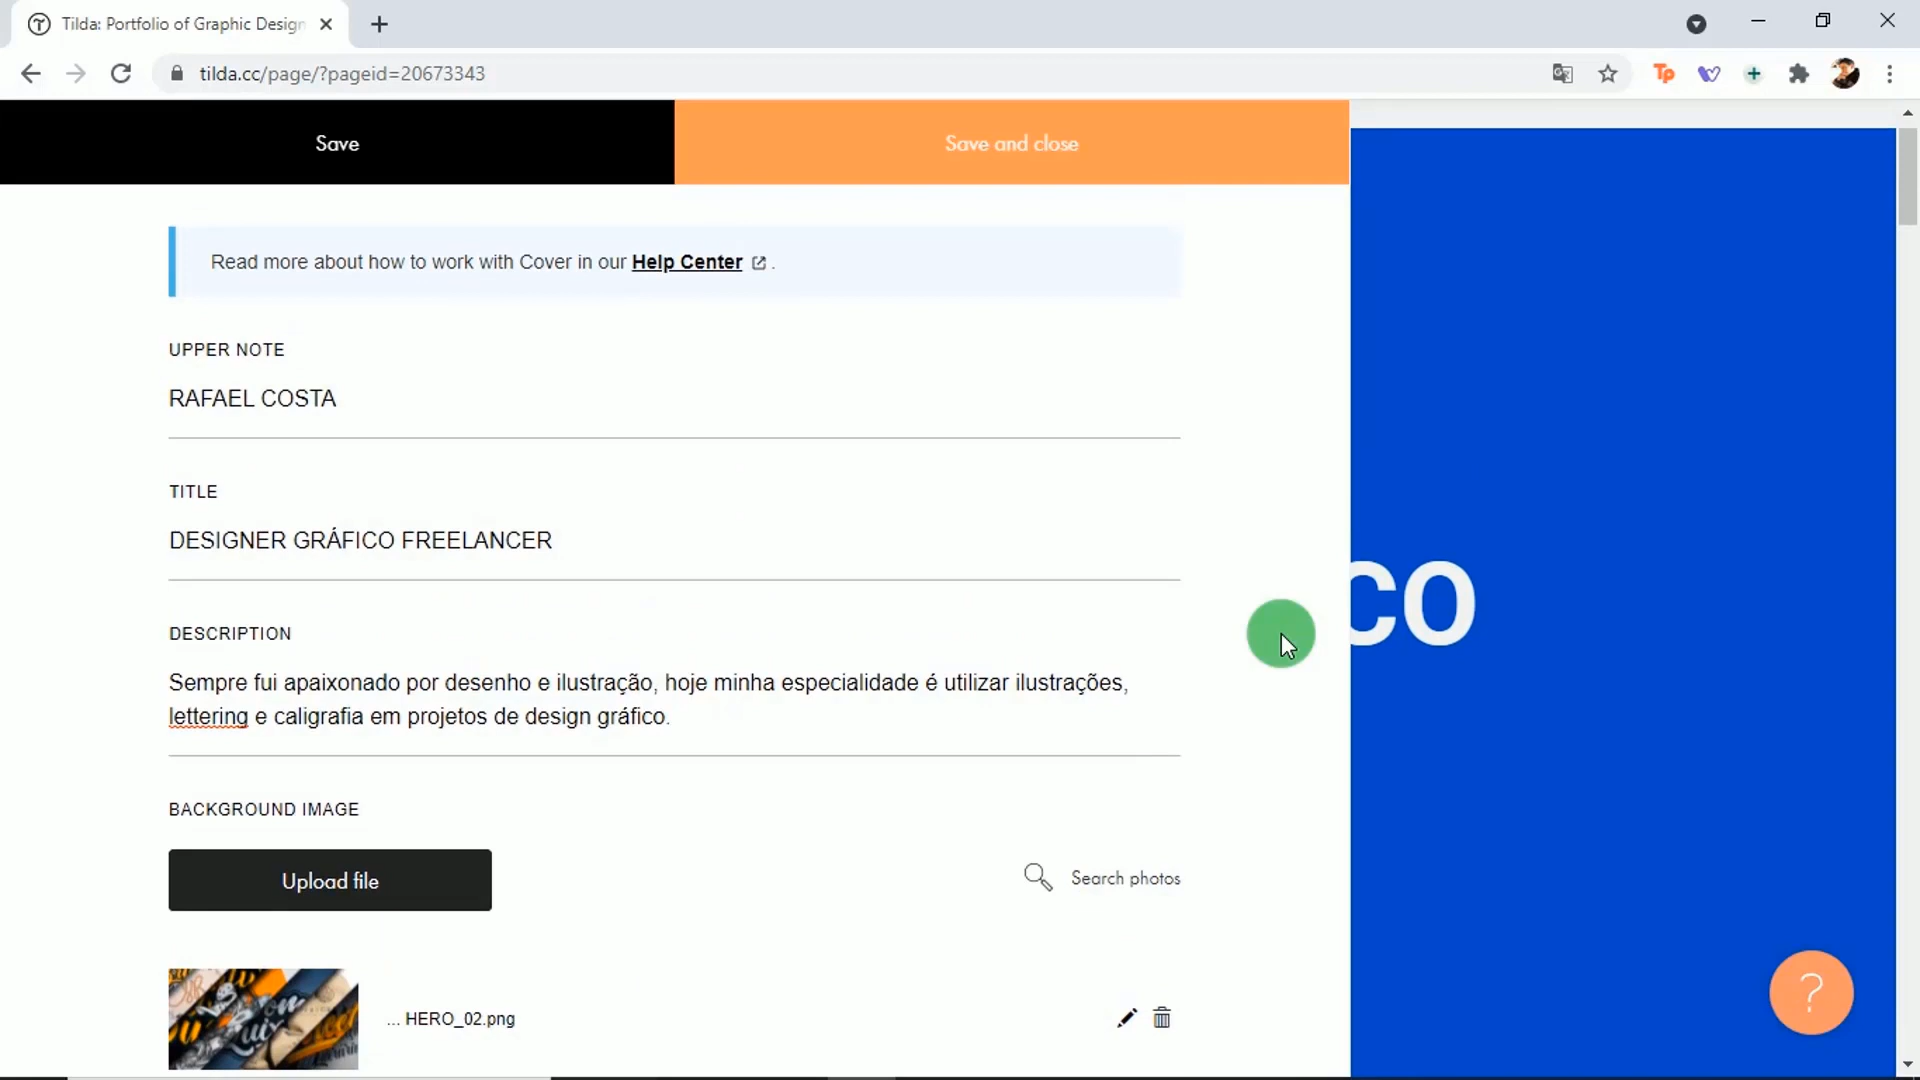 Tilda: Portfolio of Graphic Design
tilda.cc/page/?pageid=20673343
Tp
Save
Save and close
Read more about how to work with Cover in our Help Center .
UPPER NOTE
RAFAEL COSTA
TITLE
DESIGNER GRÁFICO FREELANCER
DESCRIPTION
Sempre fui apaixonado por desenho e ilustração, hoje minha especialidade é utilizar ilustrações,
lettering e caligrafia em projetos de design gráfico.
CO
BACKGROUND IMAGE
Upload file
Search photos
... HERO_02.png
?